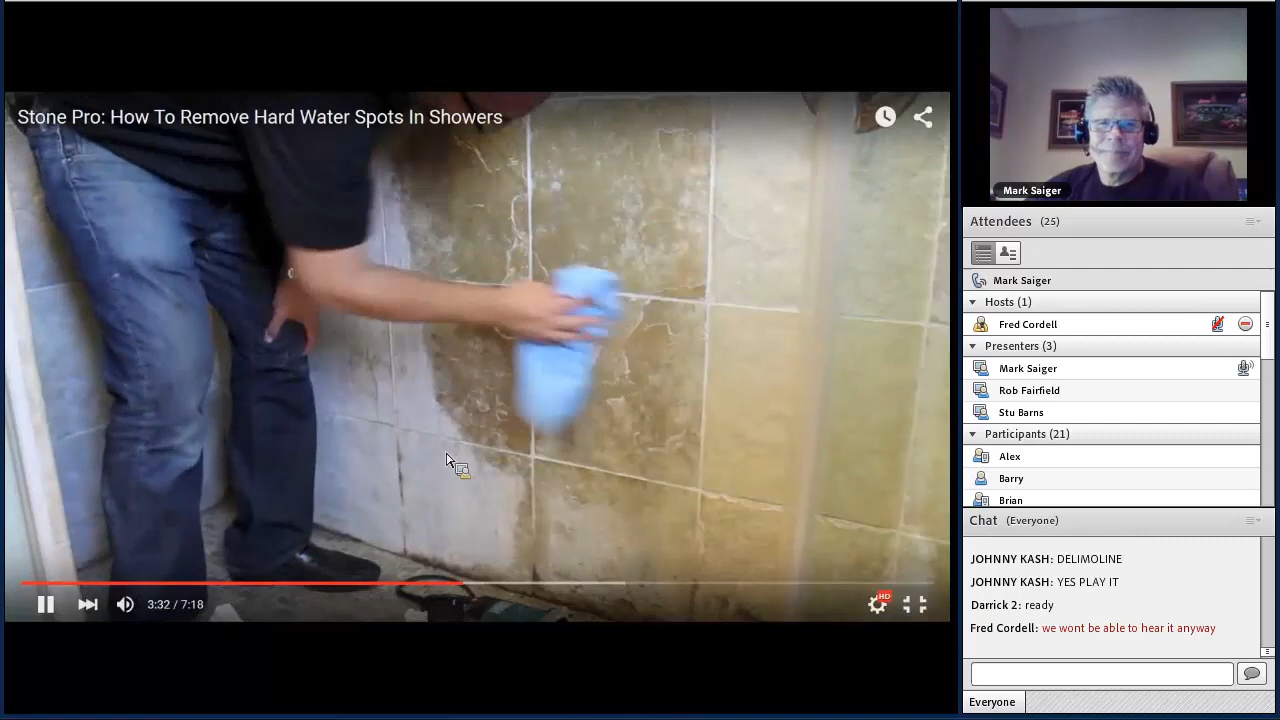 Stone Pro: How To Remove Hard Water Spots In Showers
3:32 / 7:18
HD
Mark Saiger
Attendees (25)
Mark Saiger
Hosts (1)
Fred Cordell
Presenters (3)
Mark Saiger
Rob Fairfield
Stu Barns
Participants (21)
Alex
Barry
Brian
Chat (Everyone)
JOHNNY KASH: DELIMOLINE
JOHNNY KASH: YES PLAY IT
Darrick 2: ready
Fred Cordell: we wont be able to hear it anyway
Everyone